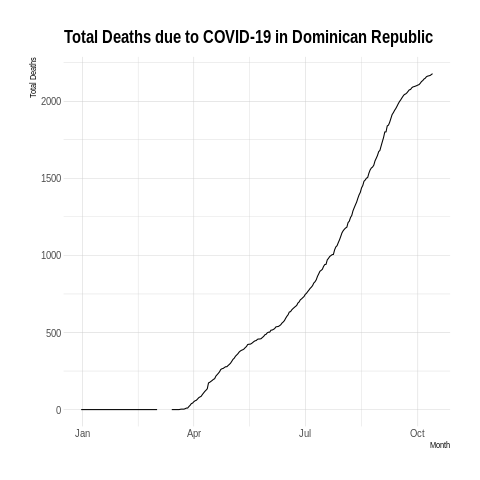 Total Deaths due to COVID-19 in Dominican Republic
Total Deaths
2000
1500
1000
500
0
Jan Apr Jul Oct
Month